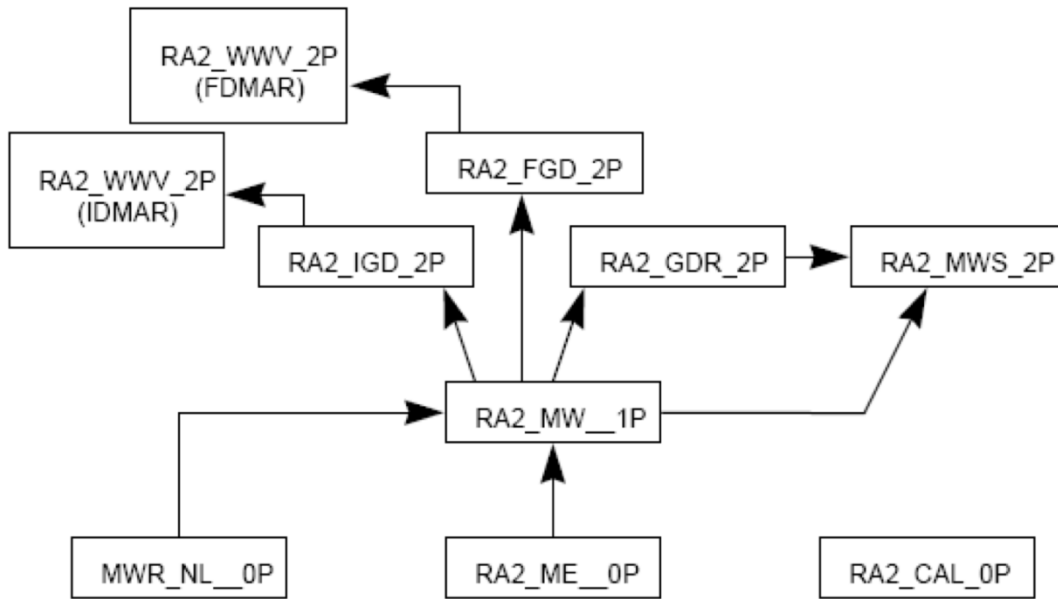 RA2_WWV_2P
(FDMAR)
RA2_WWV_2P
(IDMAR)
RA2_FGD_2P
RA2_IGD_2P
RA2_GDR_2P
RA2_MWS_2P
RA2_MW__1P
MWR_NL__0P
RA2_ME__0P
RA2_CAL_0P